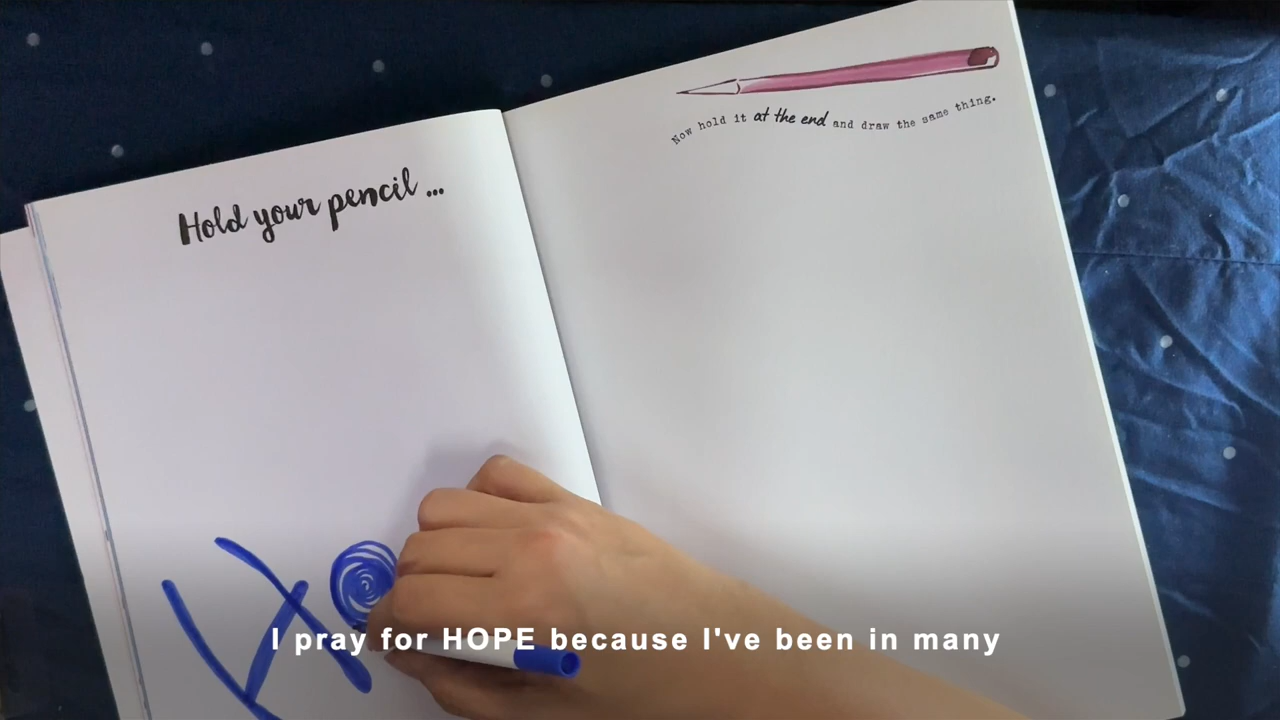 Hold your pencil ...
Now hold it at the end and draw the same thing.
Ho
I pray for HOPE because I've been in many